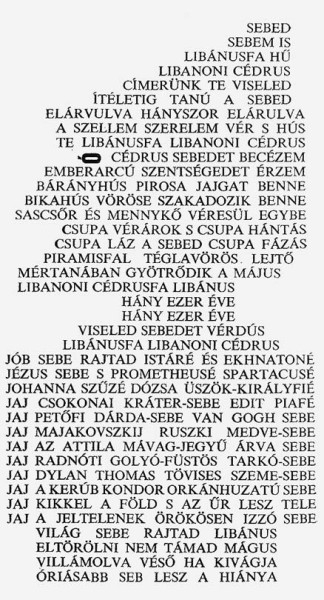 SEBED
SEBEM IS
LIBÁNUSFA HŰ
LIBANONI CÉDRUS
CÍMERÜNK TE VISELED
ÍTÉLETIG TANÚ A SEBED
ELÁRVULVA HÁNYSZOR ELÁRULVA
A SZELLEM SZERELEM VÉR S HÚS
TE LIBÁNUSFA LIBANONI CÉDRUS
Ó CÉDRUS SEBEDET BECÉZEM
EMBERARCÚ SZENTSÉGEDET ÉRZEM
BÁRÁNYHÚS PIROSA JAJGAT BENNE
BIKAHÚS VÖRÖSE SZAKADOZIK BENNE
SASCSŐR ÉS MENNYKŐ VÉRESÜL EGYBE
CSUPA VÉRÁROK S CSUPA HÁNTÁS
CSUPA LÁZ A SEBED CSUPA FÁZÁS
PIRAMISFAL TÉGLAVÖRÖS LEJTŐ
MÉRTANÁBAN GYÖTRŐDIK A MÁJUS
LIBANONI CÉDRUSFA LIBÁNUS
HÁNY EZER ÉVE
HÁNY EZER ÉVE
VISELED SEBEDET VÉRDÚS
LIBÁNUSFA LIBANONI CÉDRUS
JÓB SEBE RAJTAD ISTÁRÉ ÉS EKHNATONÉ
JÉZUS SEBE S PROMETHEUSÉ SPARTACUSÉ
JOHANNA SZŰZÉ DÓZSA ÜSZÖK-KIRÁLYFIÉ
JAJ CSOKONAI KRÁTER-SEBE EDIT PIAFÉ
JAJ PETŐFI DÁRDA-SEBE VAN GOGH SEBE
JAJ MAJAKOVSZKIJ RUSZKI MEDVE-SEBE
JAJ AZ ATTILA MÁVAG-JEGYŰ ÁRVA SEBE
JAJ RADNÓTI GOLYÓ-FÜSTÖS TARKÓ-SEBE
JAJ DYLAN THOMAS TÖVISES SZEME-SEBE
JAJ A KERÚB KONDOR ORKÁNHUZATÚ SEBE
JAJ KIKKEL A FÖLD S AZ ŰR LESZ TELE
JAJ A JELTELENEK ÖRÖKÖSEN IZZÓ SEBE
VILÁG SEBE RAJTAD LIBÁNUS
ELTÖRÖLNI NEM TÁMAD MÁGUS
VILLÁMOLVA VÉSŐ HA KIVÁGJA
ÓRIÁSABB SEB LESZ A HIÁNYA